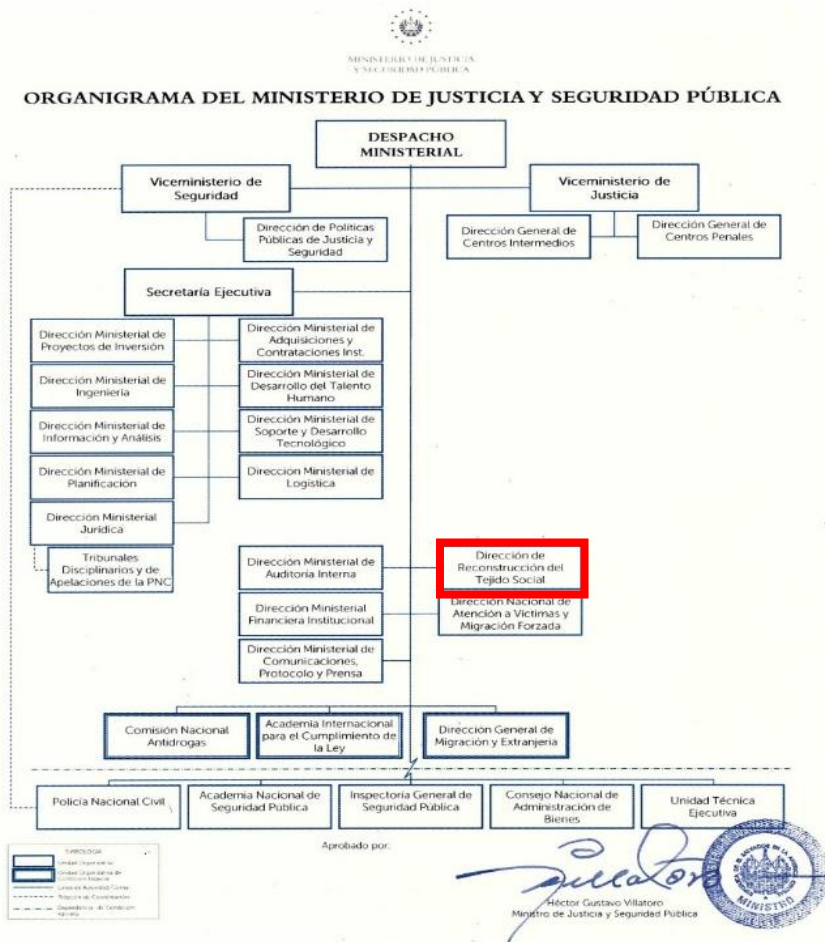 MINISTERIO DE JUSTICIA
Y SEGURIDAD PÚBLICA
ORGANIGRAMA DEL MINISTERIO DE JUSTICIA Y SEGURIDAD PÚBLICA
DESPACHO
MINISTERIAL
Viceministerio de
Seguridad
Viceministerio de
Justicia
Dirección de Políticas
Públicas de Justicia y
Seguridad
Dirección General de
Centros Intermedios
Dirección General de
Centros Penales
Secretaría Ejecutiva
Dirección Ministerial de
Proyectos de Inversión
Dirección Ministerial de
Adquisiciones y
Contrataciones Inst.
Dirección Ministerial de
Ingeniería
Dirección Ministerial de
Desarrollo del Talento
Humano
Dirección Ministerial de
Información y Análisis
Dirección Ministerial de
Soporte y Desarrollo
Tecnológico
Dirección Ministerial de
Planificación
Dirección Ministerial de
Logística
Dirección Ministerial
Jurídica
Tribunales
Disciplinarios y de
Apelaciones de la PNC
Dirección Ministerial de
Auditoría Interna
Dirección de
Reconstrucción del
Tejido Social
Dirección Ministerial
Financiera Institucional
Dirección Nacional de
Atención a Víctimas y
Migración Forzada
Dirección Ministerial de
Comunicaciones,
Protocolo y Prensa
Comisión Nacional
Antidrogas
Academia Internacional
para el Cumplimiento de
la Ley
Dirección General de
Migración y Extranjería
Policía Nacional Civil
Academia Nacional de
Seguridad Pública
Inspectoría General de
Seguridad Pública
Consejo Nacional de
Administración de
Bienes
Unidad Técnica
Ejecutiva
Aprobado por:
SIMBOLOGÍA
Unidad Organizativa
Héctor Gustavo Villatoro
Ministro de Justicia y Seguridad Pública
MINISTRO